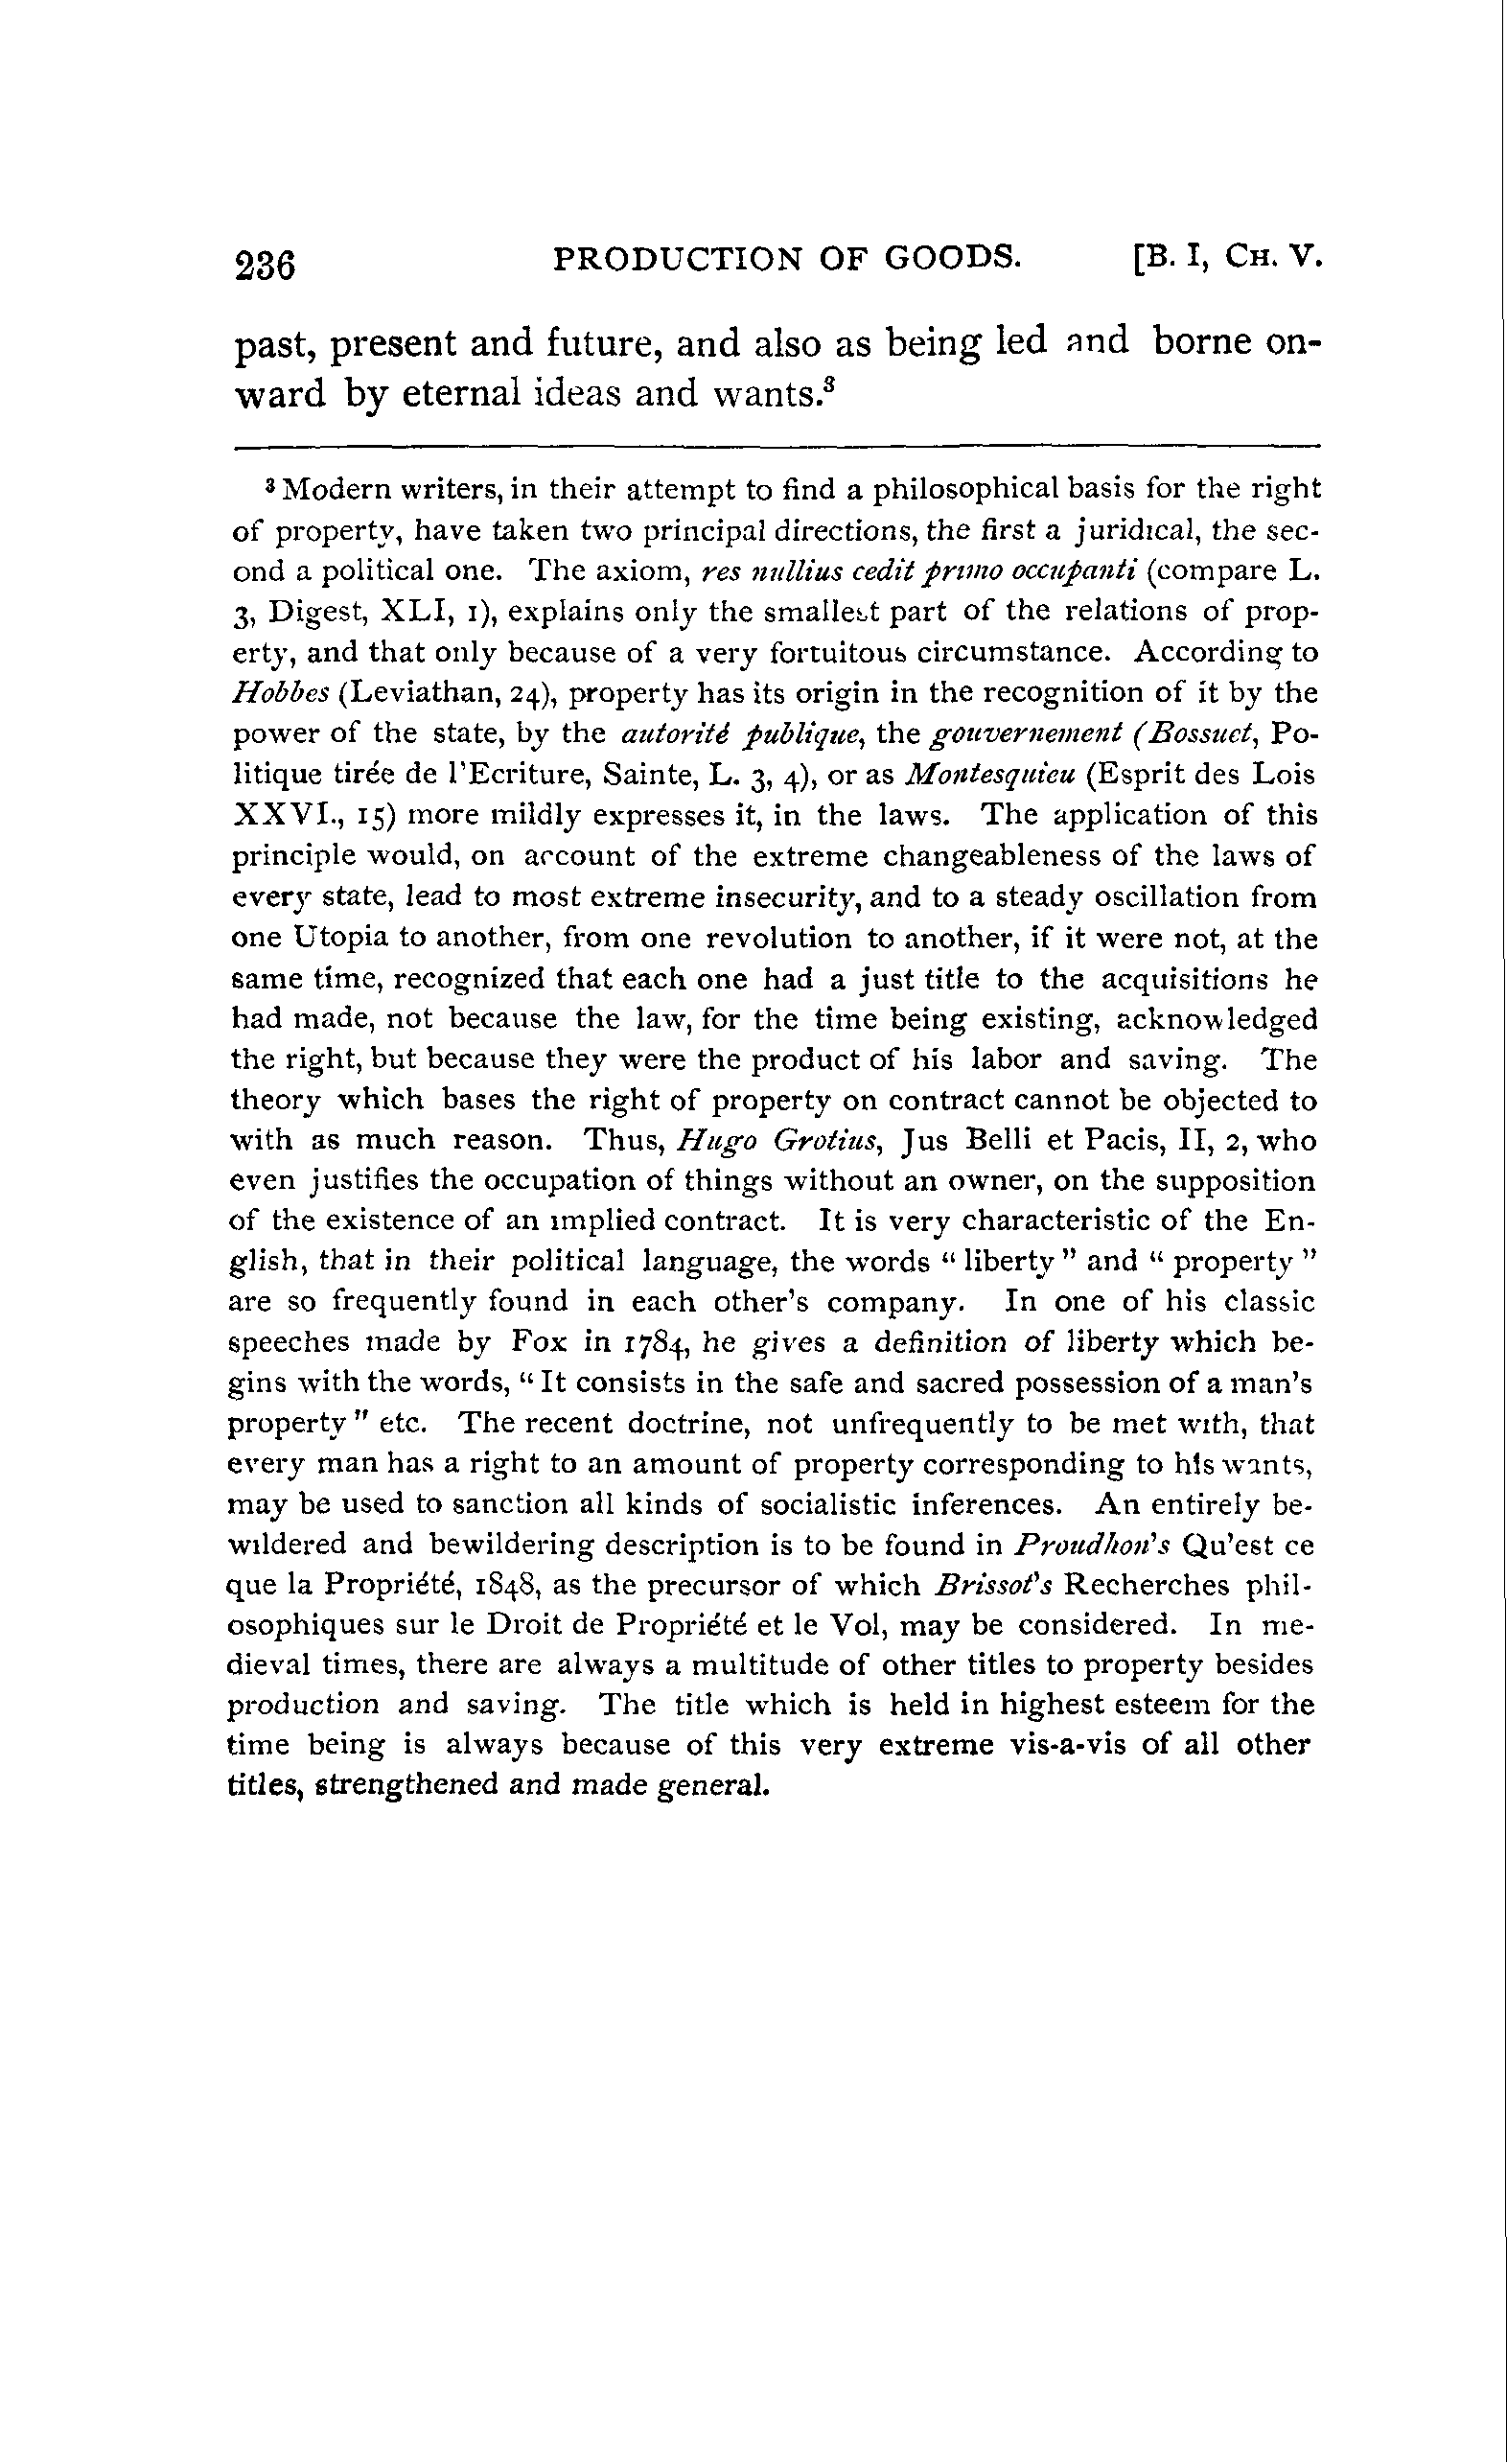 236 PRODUCTION OF GOODS. [B. I, CH. V.
past, present and future, and also as being led and borne on-
ward by eternal ideas and wants.³
³ Modern writers, in their attempt to find a philosophical basis for the right
of property, have taken two principal directions, the first a juridical, the sec-
ond a political one. The axiom, res nullius cedit primo occupanti (compare L.
3, Digest, XLI, 1), explains only the smallest part of the relations of prop-
erty, and that only because of a very fortuitous circumstance. According to
Hobbes (Leviathan, 24), property has its origin in the recognition of it by the
power of the state, by the autorité publique, the gouvernement (Bossuet, Po-
litique tirée de l'Ecriture, Sainte, L. 3, 4), or as Montesquieu (Esprit des Lois
XXVI., 15) more mildly expresses it, in the laws. The application of this
principle would, on account of the extreme changeableness of the laws of
every state, lead to most extreme insecurity, and to a steady oscillation from
one Utopia to another, from one revolution to another, if it were not, at the
same time, recognized that each one had a just title to the acquisitions he
had made, not because the law, for the time being existing, acknowledged
the right, but because they were the product of his labor and saving. The
theory which bases the right of property on contract cannot be objected to
with as much reason. Thus, Hugo Grotius, Jus Belli et Pacis, II, 2, who
even justifies the occupation of things without an owner, on the supposition
of the existence of an implied contract. It is very characteristic of the En-
glish, that in their political language, the words “ liberty ” and “ property ”
are so frequently found in each other's company. In one of his classic
speeches made by Fox in 1784, he gives a definition of liberty which be-
gins with the words, “ It consists in the safe and sacred possession of a man's
property ” etc. The recent doctrine, not unfrequently to be met with, that
every man has a right to an amount of property corresponding to his wants,
may be used to sanction all kinds of socialistic inferences. An entirely be-
wildered and bewildering description is to be found in Proudhon's Qu'est ce
que la Propriété, 1848, as the precursor of which Brissot's Recherches phil-
osophiques sur le Droit de Propriété et le Vol, may be considered. In me-
dieval times, there are always a multitude of other titles to property besides
production and saving. The title which is held in highest esteem for the
time being is always because of this very extreme vis-a-vis of all other
titles, strengthened and made general.